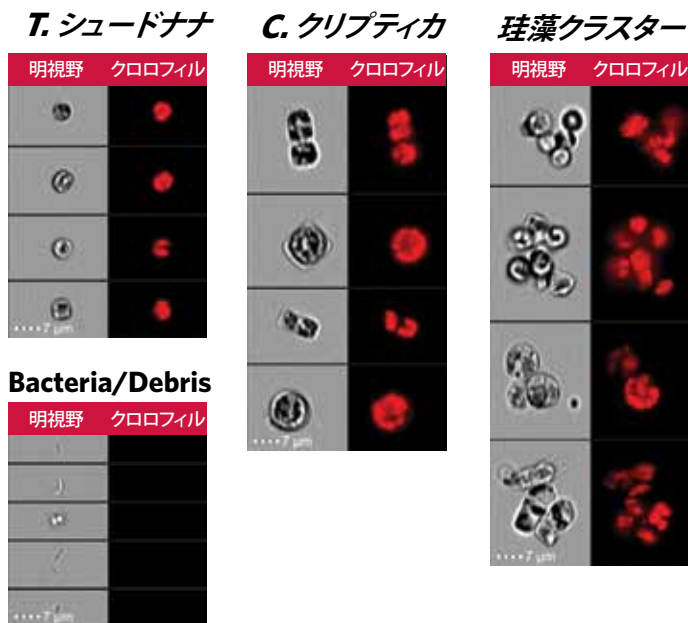 T. シュードナナ
明視野 クロロフィル
7 μm
Bacteria/Debris
明視野 クロロフィル
7 μm
C. クリプティカ
明視野 クロロフィル
7 μm
珪藻クラスター
明視野 クロロフィル
7 μm